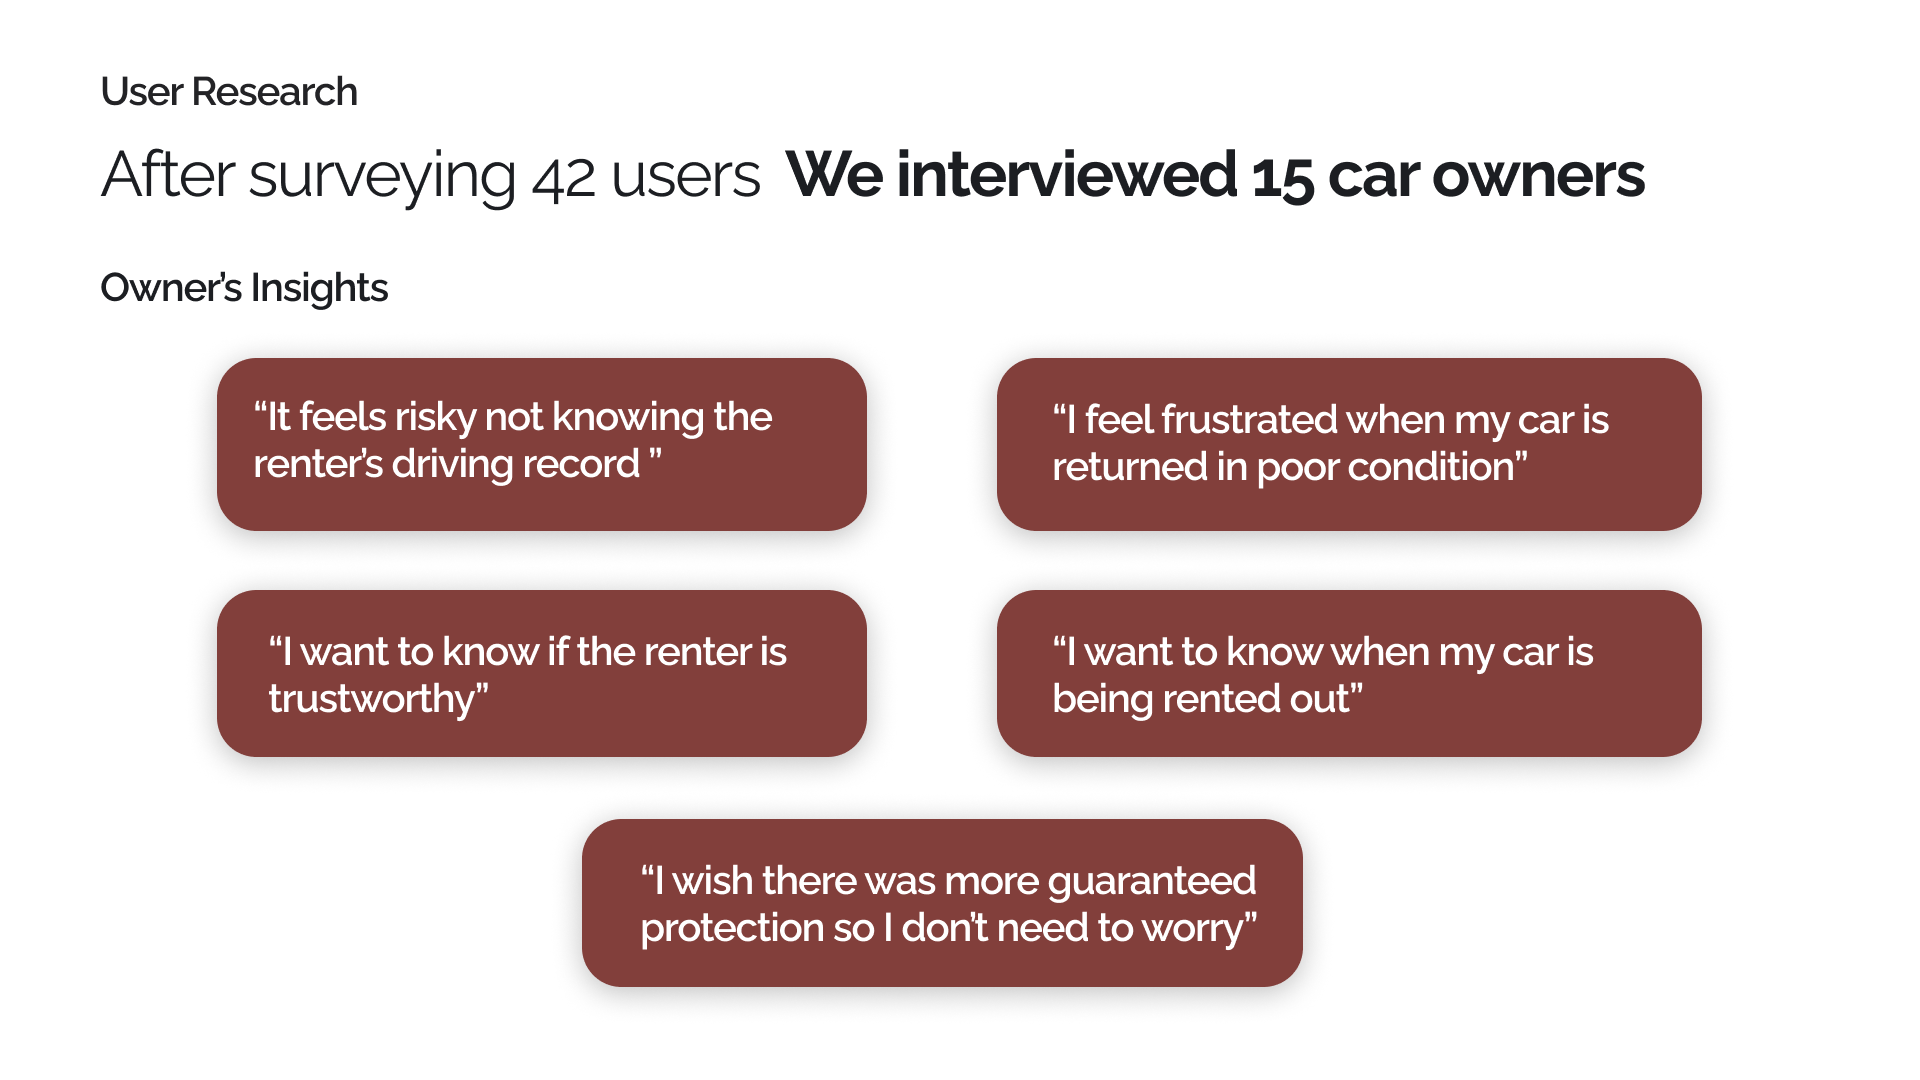 User Research
After surveying 42 users We interviewed 15 car owners
Owner’s Insights
“It feels risky not knowing the
renter’s driving record ”
“I feel frustrated when my car is
returned in poor condition”
“I want to know if the renter is
trustworthy”
“I want to know when my car is
being rented out”
“I wish there was more guaranteed
protection so I don’t need to worry”